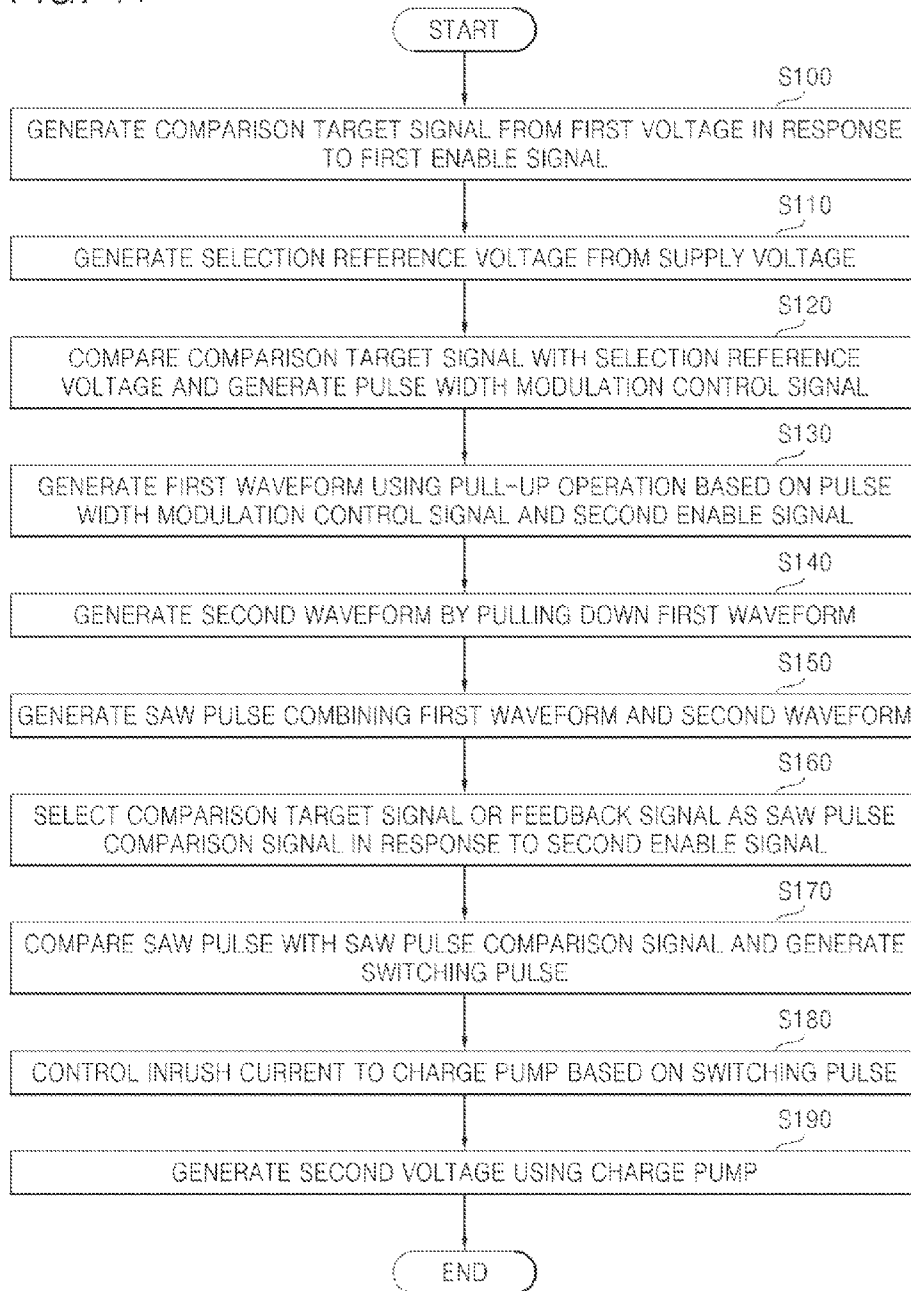 START
S100
GENERATE COMPARISON TARGET SIGNAL FROM FIRST VOLTAGE IN RESPONSE
TO FIRST ENABLE SIGNAL
S110
GENERATE SELECTION REFERENCE VOLTAGE FROM SUPPLY VOLTAGE
S120
COMPARE COMPARISON TARGET SIGNAL WITH SELECTION REFERENCE
VOLTAGE AND GENERATE PULSE WIDTH MODULATION CONTROL SIGNAL
S130
GENERATE FIRST WAVEFORM USING PULL-UP OPERATION BASED ON PULSE
WIDTH MODULATION CONTROL SIGNAL AND SECOND ENABLE SIGNAL
S140
GENERATE SECOND WAVEFORM BY PULLING DOWN FIRST WAVEFORM
S150
GENERATE SAW PULSE COMBINING FIRST WAVEFORM AND SECOND WAVEFORM
S160
SELECT COMPARISON TARGET SIGNAL OR FEEDBACK SIGNAL AS SAW PULSE
COMPARISON SIGNAL IN RESPONSE TO SECOND ENABLE SIGNAL
S170
COMPARE SAW PULSE WITH SAW PULSE COMPARISON SIGNAL AND GENERATE
SWITCHING PULSE
S180
CONTROL INRUSH CURRENT TO CHARGE PUMP BASED ON SWITCHING PULSE
S190
GENERATE SECOND VOLTAGE USING CHARGE PUMP
END